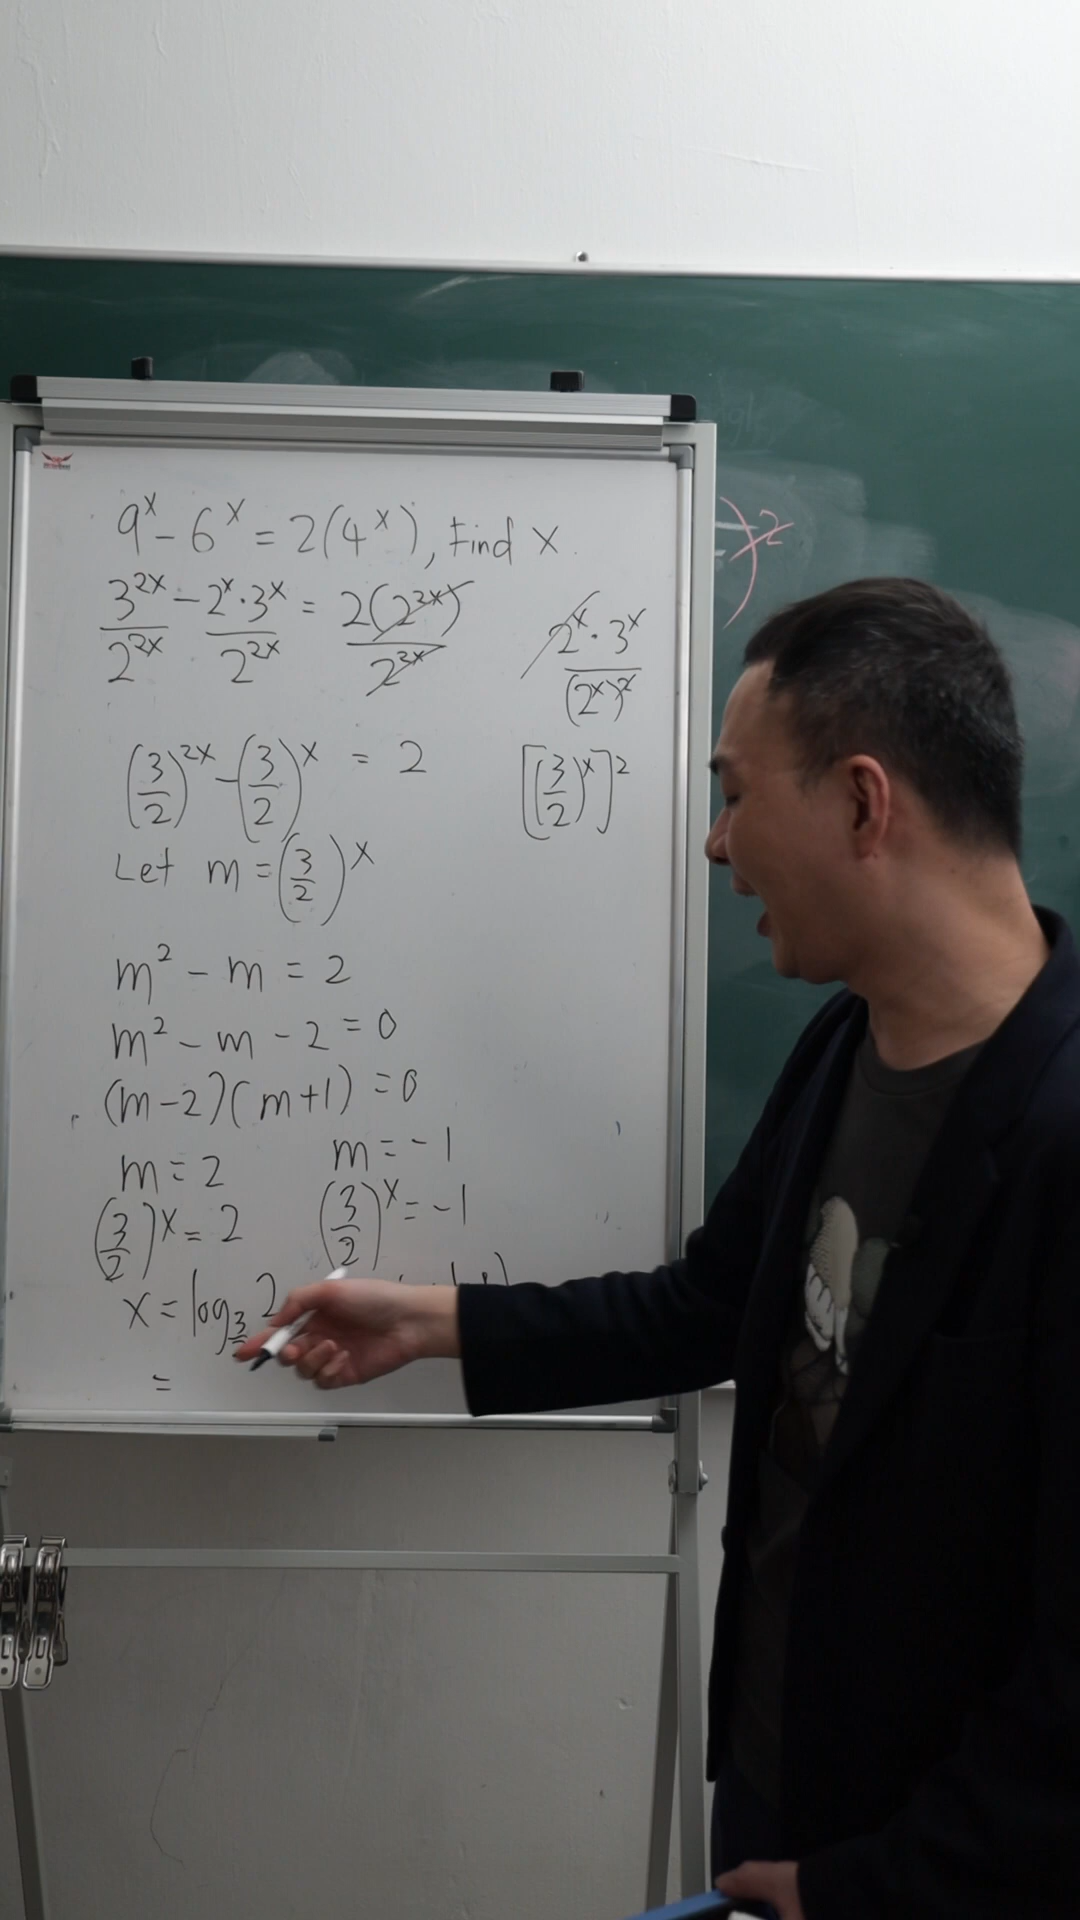 9^x - 6^x = 2(4^x), Find x.
3^2x/2^2x - 2^x·3^x/2^2x = 2(2^2x)/2^2x
2^x·3^x/(2^x)^2
(3/2)^2x - (3/2)^x = 2
[(3/2)^x]^2
Let m = (3/2)^x
m^2 - m = 2
m^2 - m - 2 = 0
(m-2)(m+1) = 0
m = 2
m = -1
(3/2)^x = 2
(3/2)^x = -1
x = log_3/2 2
=
)^2